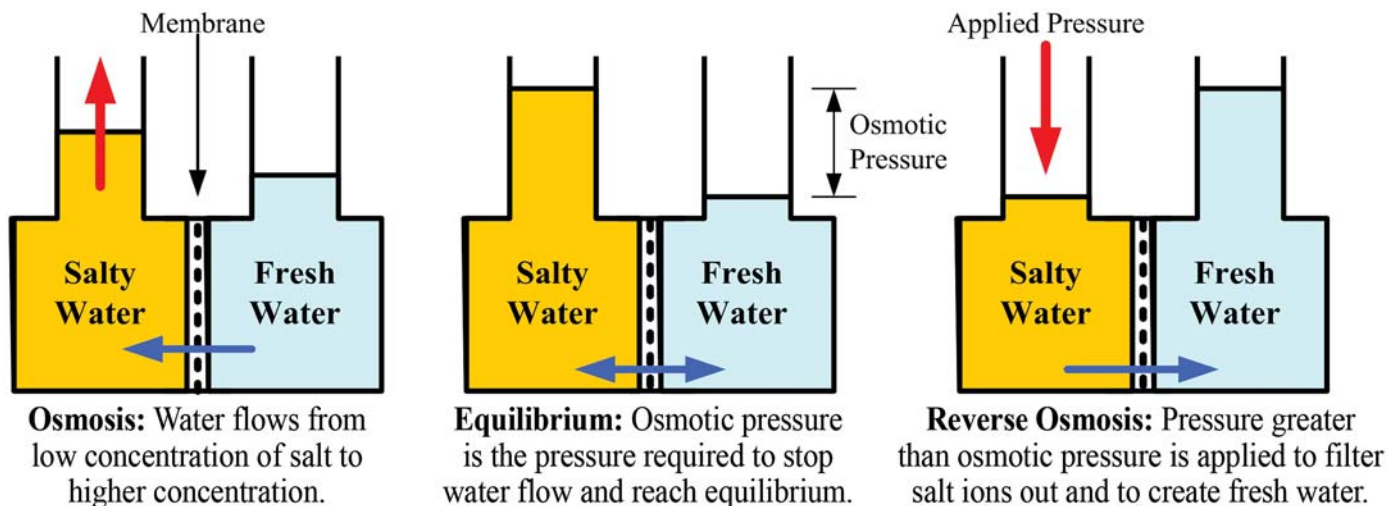 Membrane
Applied Pressure
Osmotic
Pressure
Salty
Water
Fresh
Water
Salty
Water
Fresh
Water
Salty
Water
Fresh
Water
Osmosis: Water flows from
low concentration of salt to
higher concentration.
Equilibrium: Osmotic pressure
is the pressure required to stop
water flow and reach equilibrium.
Reverse Osmosis: Pressure greater
than osmotic pressure is applied to filter
salt ions out and to create fresh water.